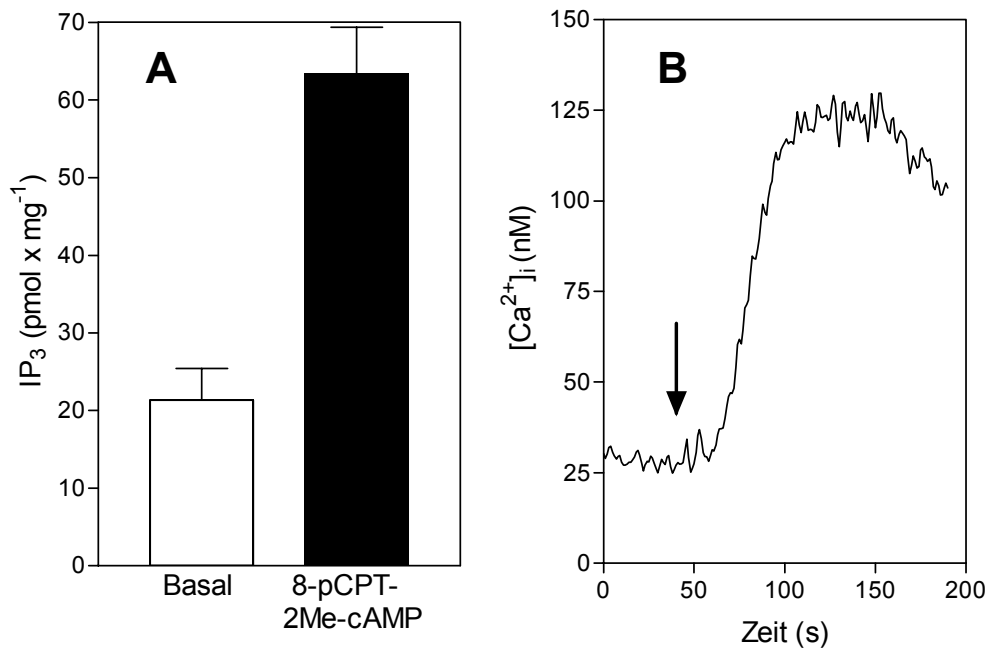 A
IP₃ (pmol x mg⁻¹)
70
60
50
40
30
20
10
0
Basal
8-pCPT-
2Me-cAMP
B
[Ca²⁺]ᵢ (nM)
150
125
100
75
50
25
0
0 50 100 150 200
Zeit (s)